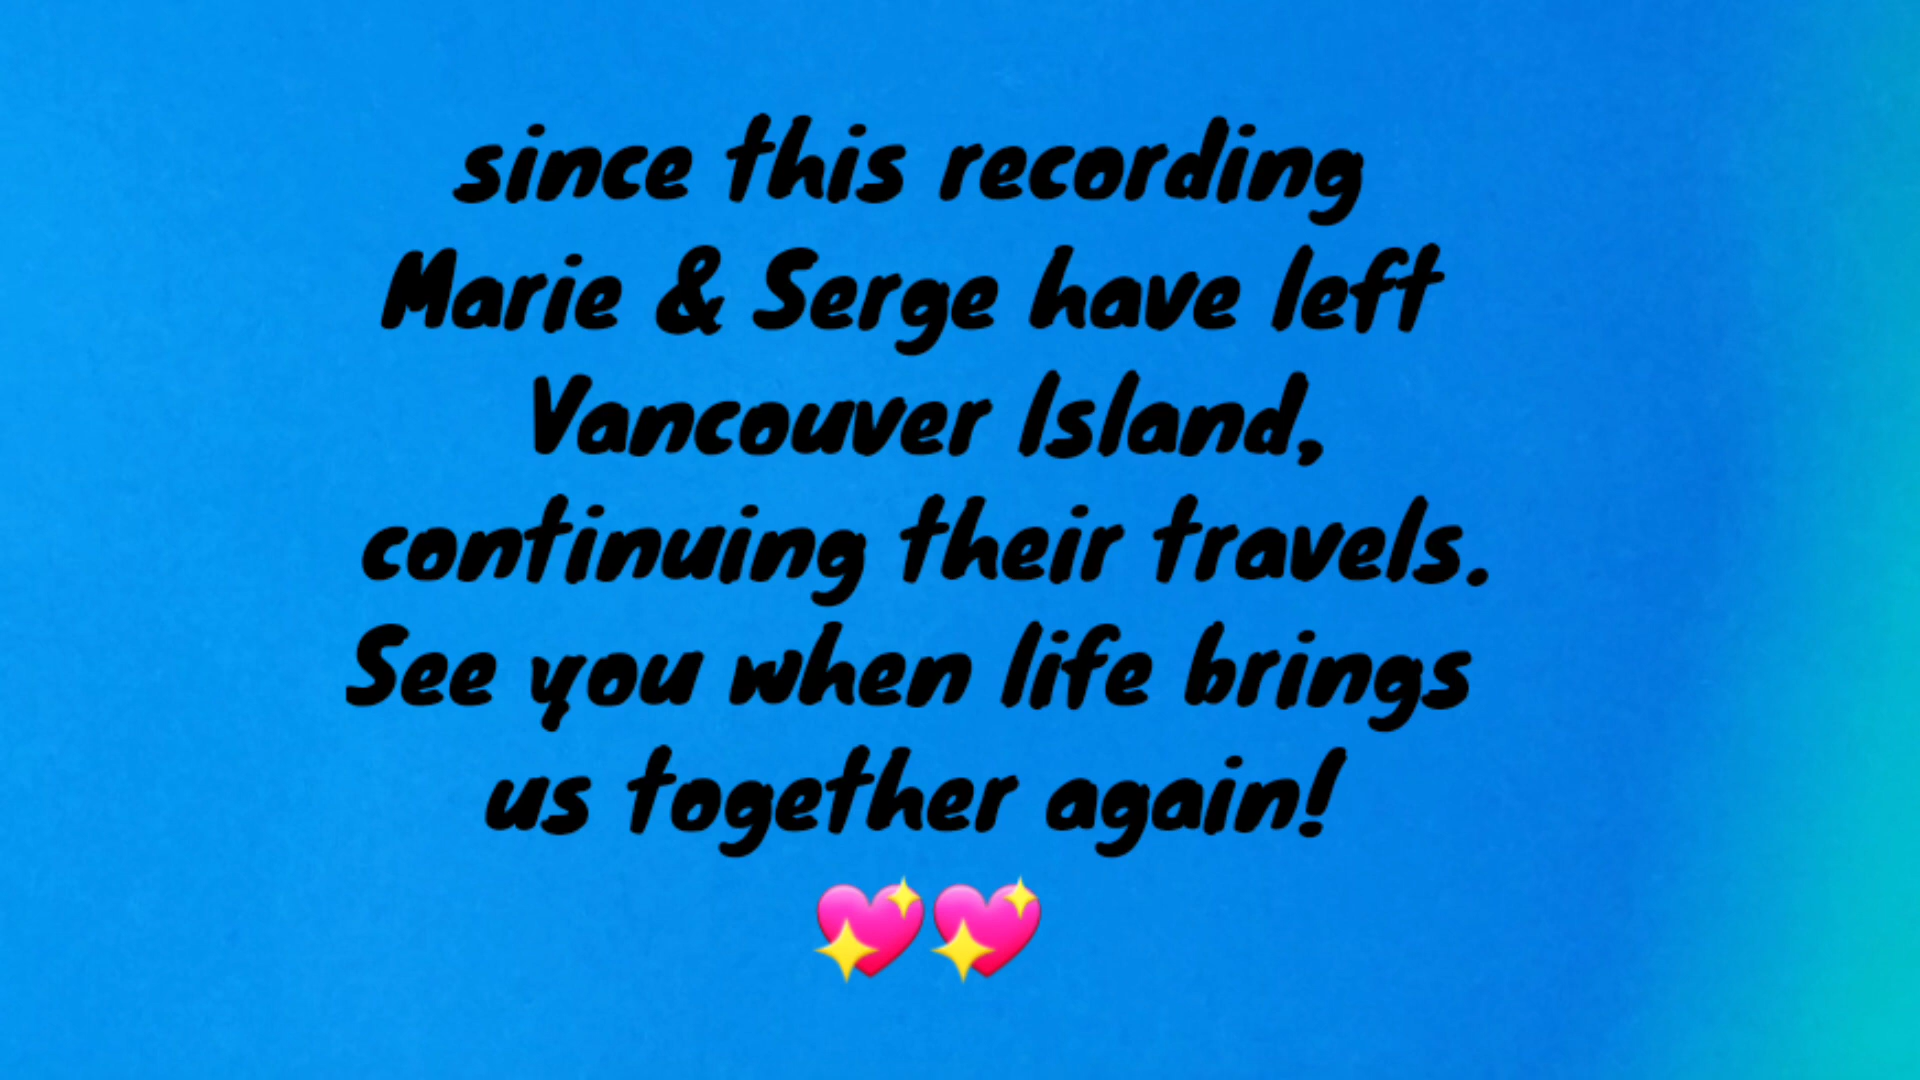 since this recording
Marie & Serge have left
Vancouver Island,
continuing their travels.
See you when life brings
us together again!
💖💖